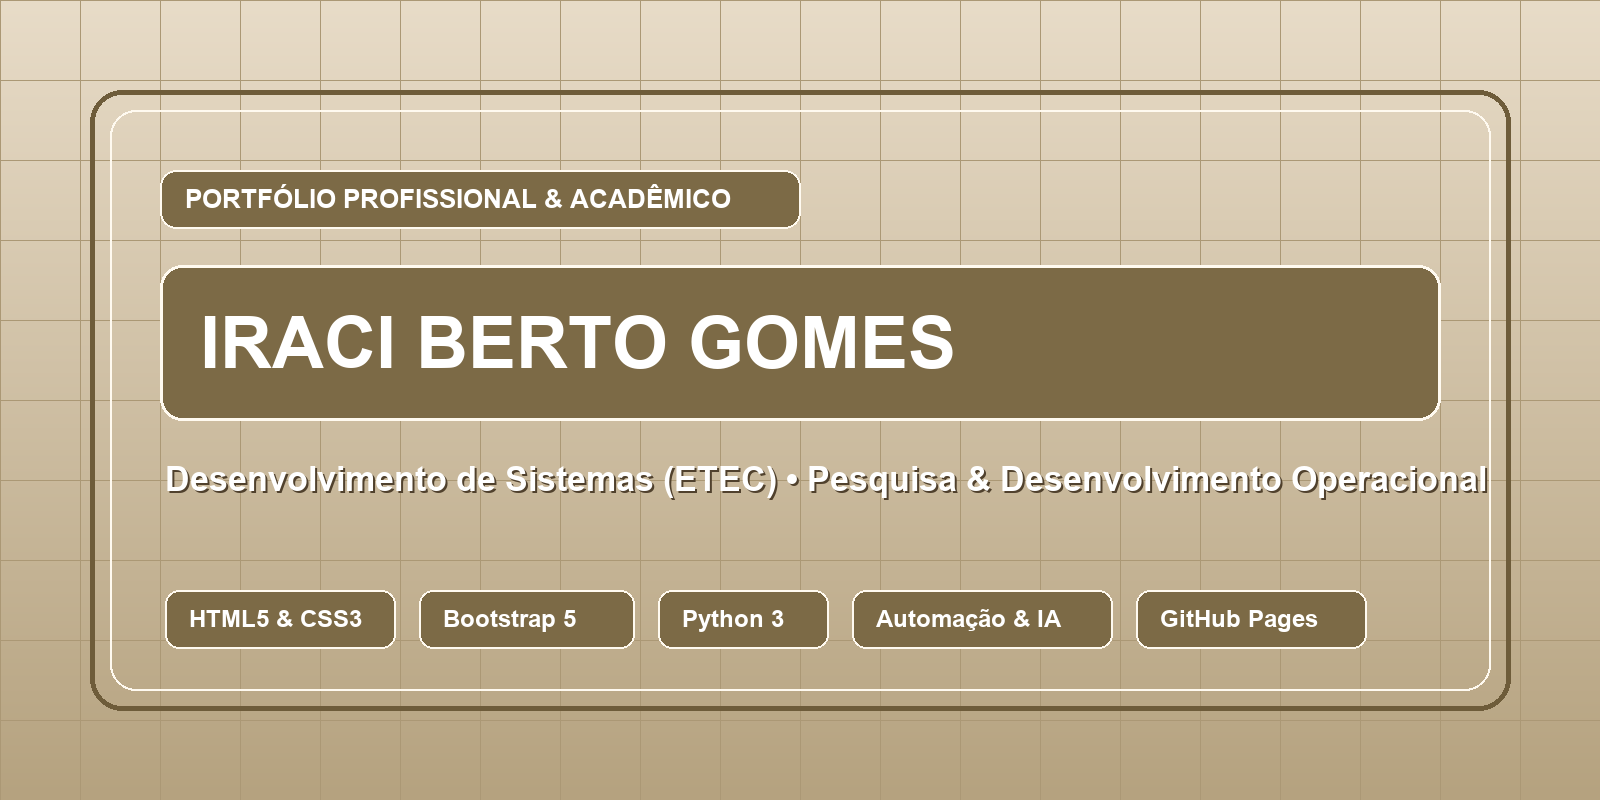 PORTFÓLIO PROFISSIONAL & ACADÊMICO
IRACI BERTO GOMES
Desenvolvimento de Sistemas (ETEC) • Pesquisa & Desenvolvimento Operacional
HTML5 & CSS3
Bootstrap 5
Python 3
Automação & IA
GitHub Pages